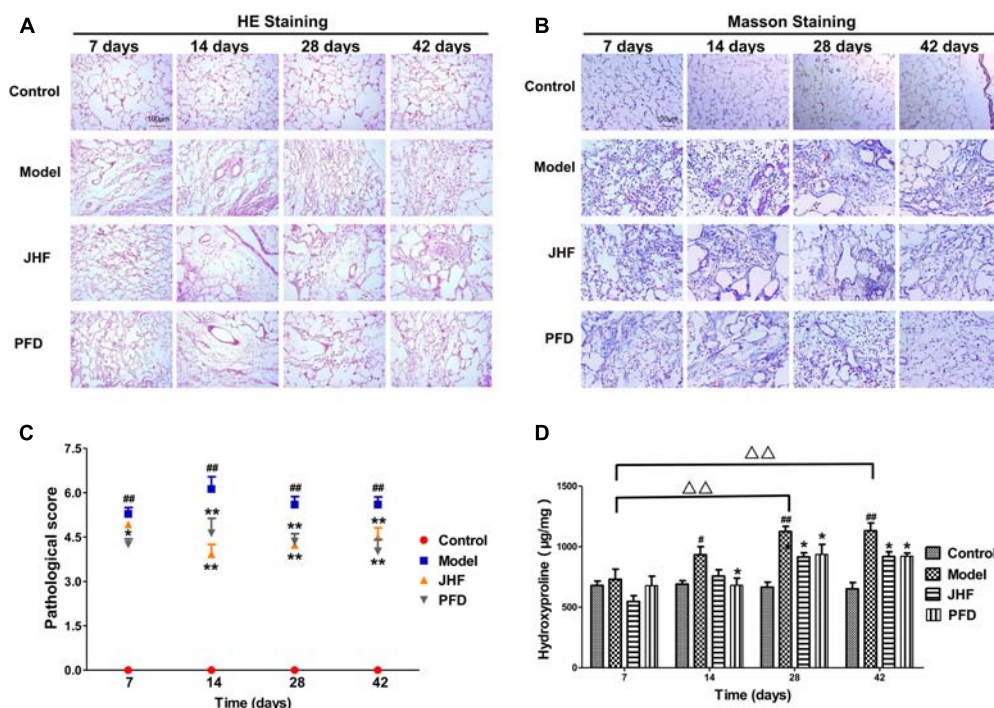 A
HE Staining
7 days 14 days 28 days 42 days
Control
100μm
Model
JHF
PFD
B
Masson Staining
7 days 14 days 28 days 42 days
Control
100μm
Model
JHF
PFD
C
Pathological score
7.5
6.0
4.5
3.0
1.5
0.0
## ## ## ##
* ** ** **
** ** **
7 14 28 42
Time (days)
Control
Model
JHF
PFD
D
Hydroxyproline (μg/mg)
1500
1000
500
0
△△
△△
# ## ##
* * * * *
7 14 28 42
Time (days)
Control
Model
JHF
PFD